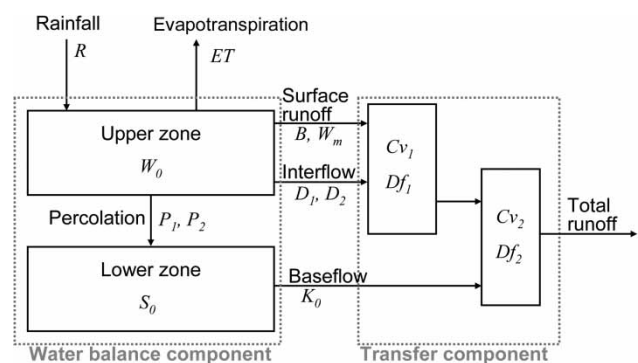 Rainfall
R
Evapotranspiration
ET
Surface
runoff
B, Wm
Upper zone
W0
Interflow
D1, D2
Cv1
Df1
Percolation
P1, P2
Cv2
Df2
Total
runoff
Lower zone
S0
Baseflow
K0
Water balance component
Transfer component